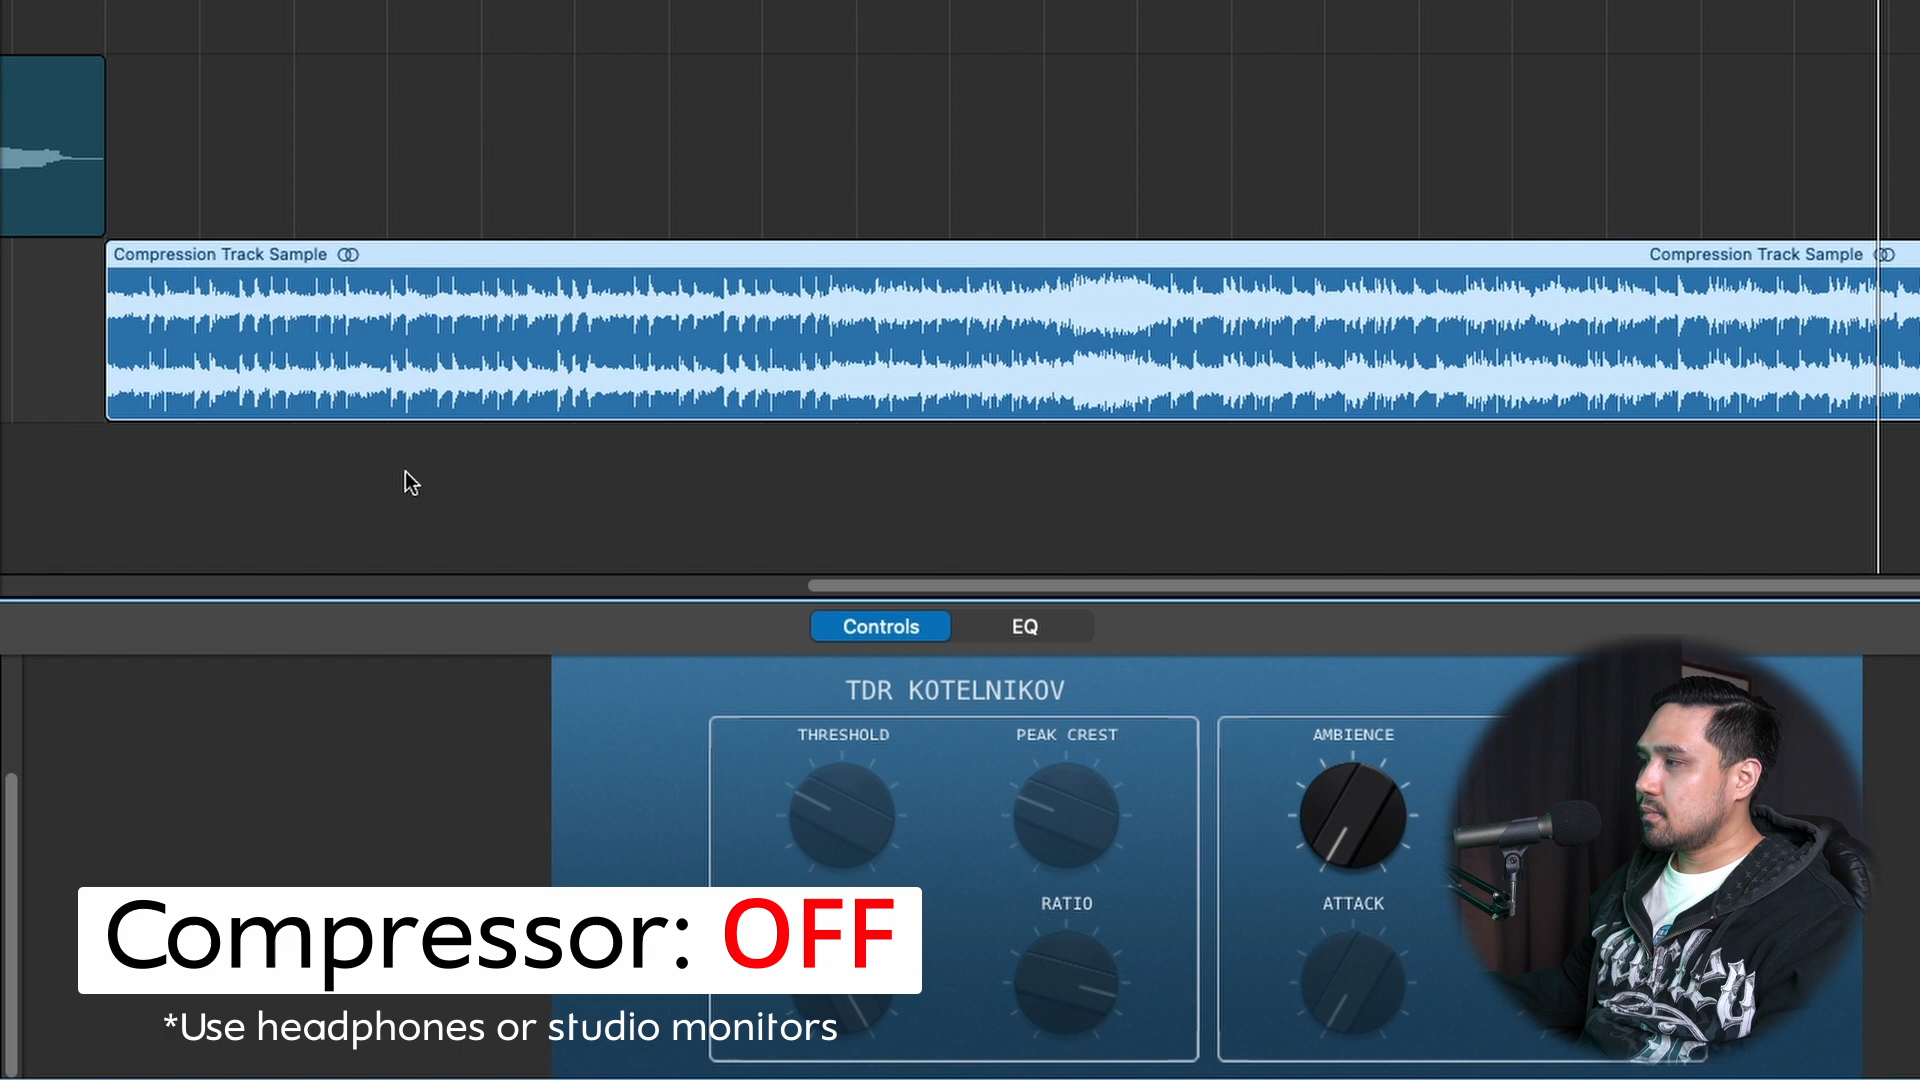 Compression Track Sample
Compression Track Sample
Controls
EQ
TDR KOTELNIKOV
THRESHOLD
PEAK CREST
AMBIENCE
RATIO
ATTACK
Compressor: OFF
*Use headphones or studio monitors